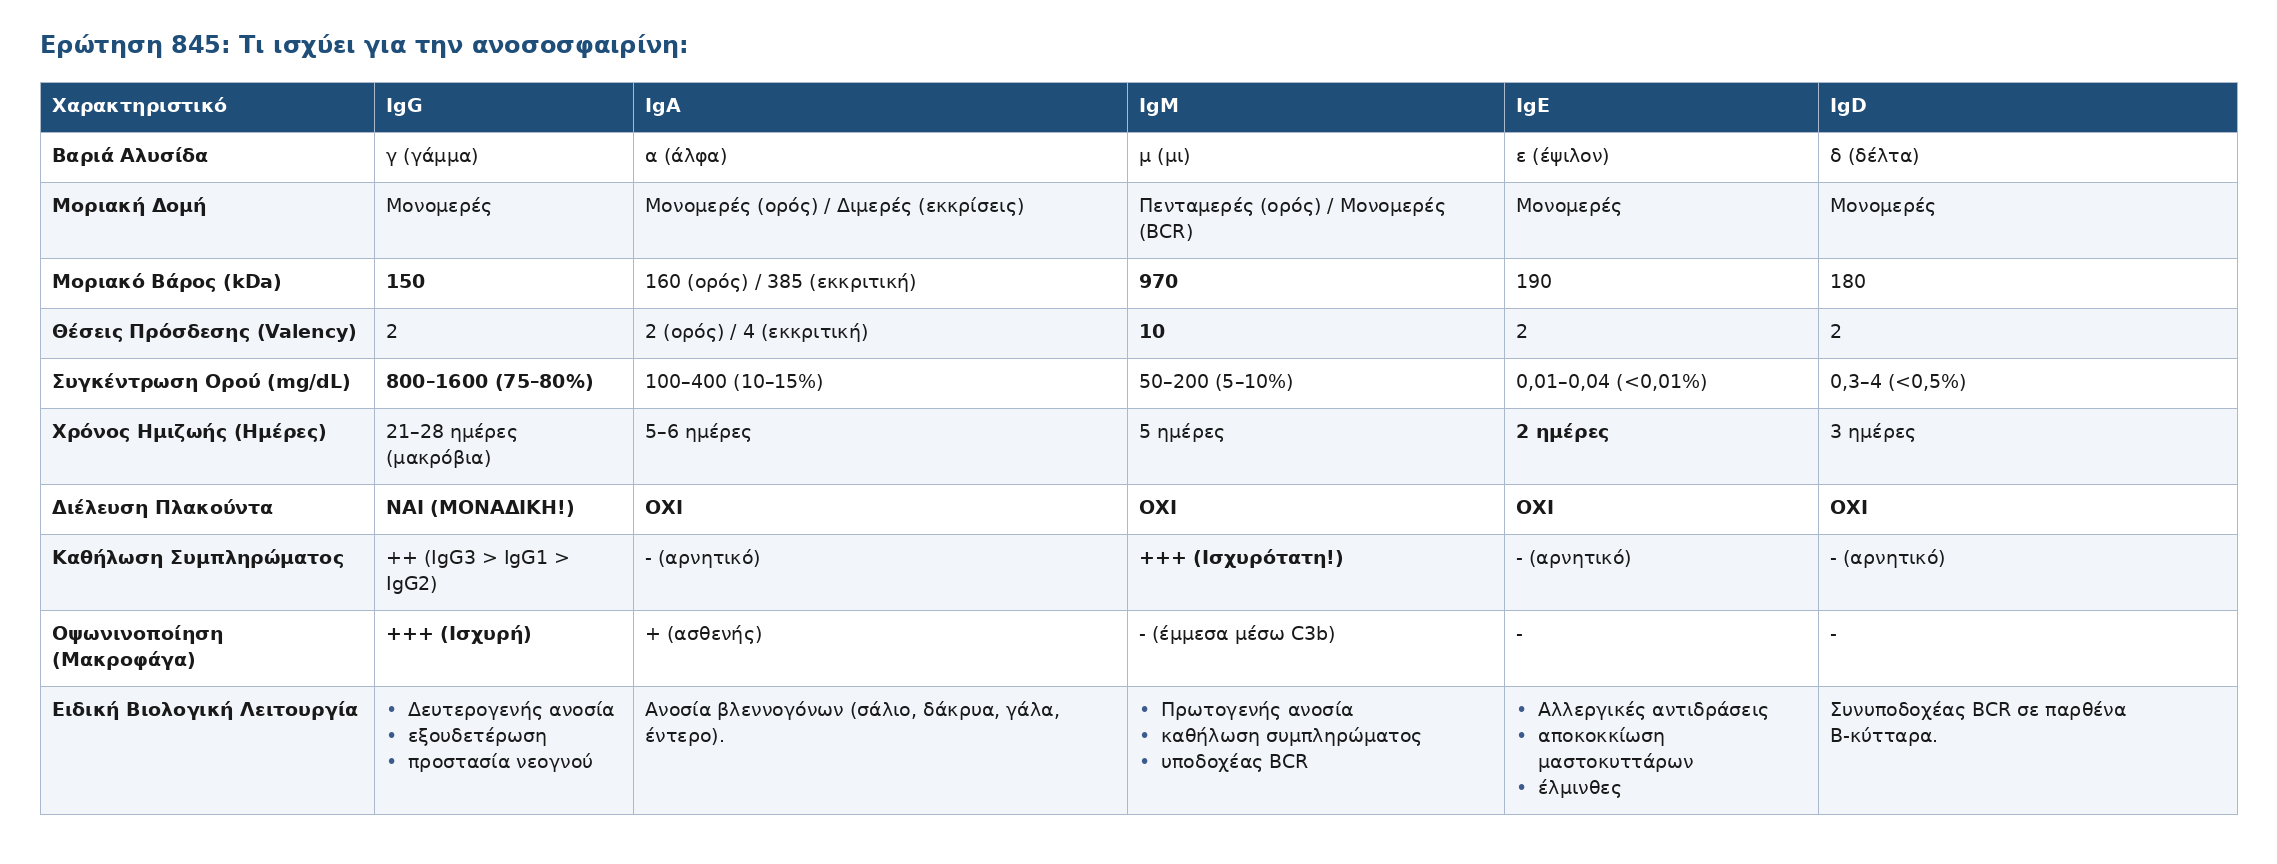 Ερώτηση 845: Τι ισχύει για την ανοσοσφαιρίνη:
Χαρακτηριστικό IgG IgA IgM IgE IgD
Βαριά Αλυσίδα γ (γάμμα) α (άλφα) μ (μι) ε (έψιλον) δ (δέλτα)
Μοριακή Δομή Μονομερές Μονομερές (ορός) / Διμερές (εκκρίσεις) Πενταμερές (ορός) / Μονομερές Μονομερές Μονομερές
(BCR)
Μοριακό Βάρος (kDa) 150 160 (ορός) / 385 (εκκριτική) 970 190 180
Θέσεις Πρόσδεσης (Valency) 2 2 (ορός) / 4 (εκκριτική) 10 2 2
Συγκέντρωση Ορού (mg/dL) 800–1600 (75–80%) 100–400 (10–15%) 50–200 (5–10%) 0,01–0,04 (<0,01%) 0,3–4 (<0,5%)
Χρόνος Ημιζωής (Ημέρες) 21–28 ημέρες 5–6 ημέρες 5 ημέρες 2 ημέρες 3 ημέρες
(μακρόβια)
Διέλευση Πλακούντα ΝΑΙ (ΜΟΝΑΔΙΚΗ!) ΟΧΙ ΟΧΙ ΟΧΙ ΟΧΙ
Καθήλωση Συμπληρώματος ++ (IgG3 > IgG1 > - (αρνητικό) +++ (Ισχυρότατη!) - (αρνητικό) - (αρνητικό)
IgG2)
Οψωνινοποίηση +++ (Ισχυρή) + (ασθενής) - (έμμεσα μέσω C3b) - -
(Μακροφάγα)
Ειδική Βιολογική Λειτουργία • Δευτερογενής ανοσία Ανοσία βλεννογόνων (σάλιο, δάκρυα, γάλα, • Πρωτογενής ανοσία • Αλλεργικές αντιδράσεις Συνυποδοχέας BCR σε παρθένα
• εξουδετέρωση έντερο). • καθήλωση συμπληρώματος • αποκοκκίωση Β-κύτταρα.
• προστασία νεογνού • υποδοχέας BCR μαστοκυττάρων
• έλμινθες